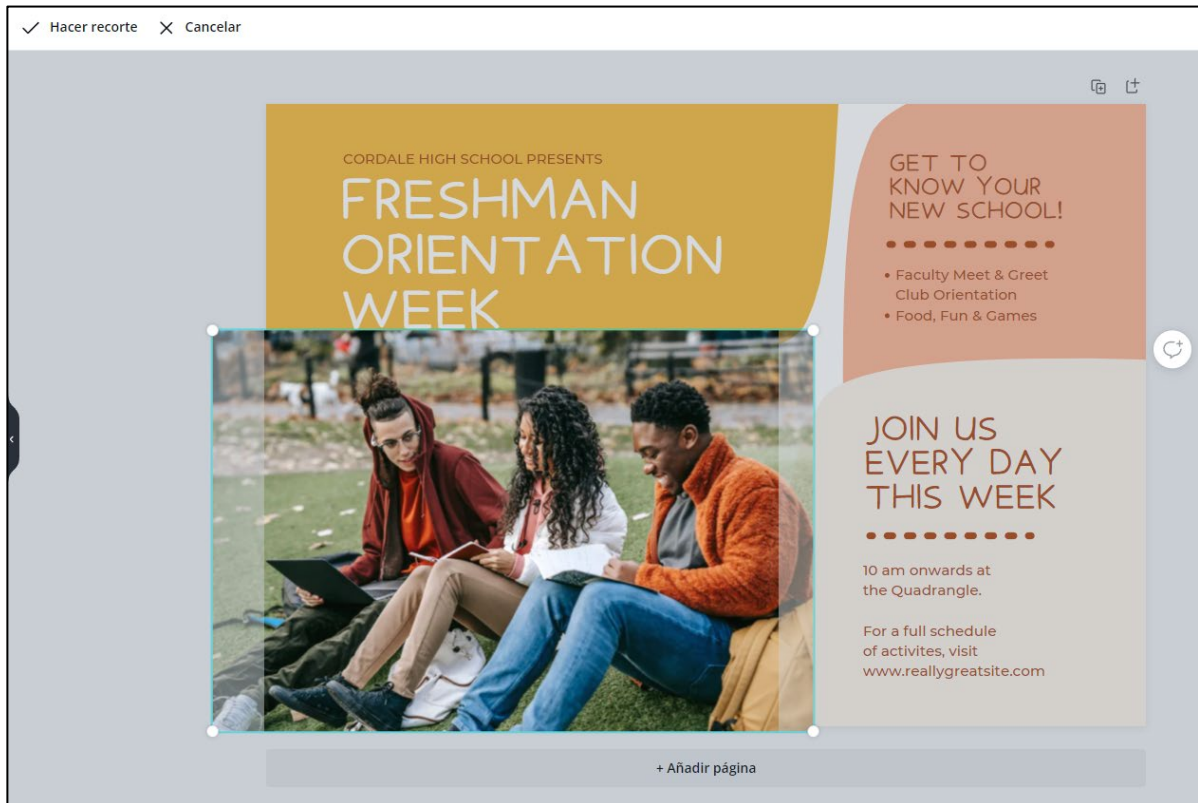 Hacer recorte Cancelar
CORDALE HIGH SCHOOL PRESENTS
FRESHMAN
ORIENTATION
WEEK
GET TO
KNOW YOUR
NEW SCHOOL!
• Faculty Meet & Greet
Club Orientation
• Food, Fun & Games
JOIN US
EVERY DAY
THIS WEEK
10 am onwards at
the Quadrangle.
For a full schedule
of activites, visit
www.reallygreatsite.com
+ Añadir página